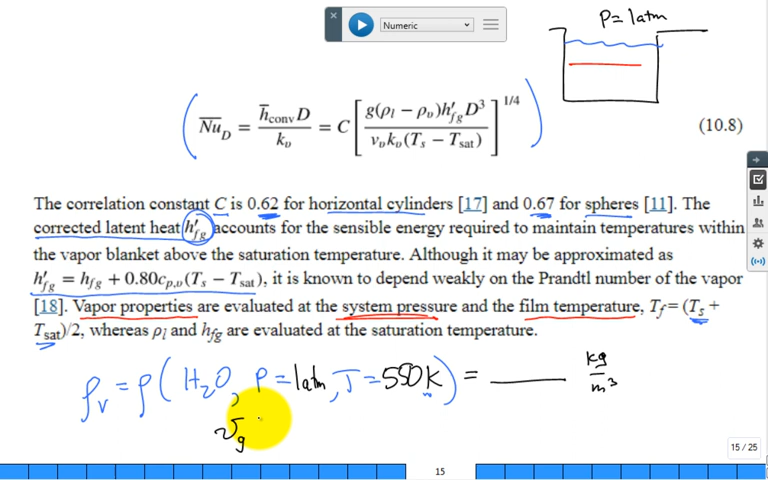 Numeric
P=1atm
N̅u̅_D = h̅_conv D / k_v = C [ g(ρ_l − ρ_v)h′_fg D³ / ν_v k_v (T_s − T_sat) ]^1/4 (10.8)
The correlation constant C is 0.62 for horizontal cylinders [17] and 0.67 for spheres [11]. The
corrected latent heat h′_fg accounts for the sensible energy required to maintain temperatures within
the vapor blanket above the saturation temperature. Although it may be approximated as
h′_fg = h_fg + 0.80c_p,v(T_s − T_sat), it is known to depend weakly on the Prandtl number of the vapor
[18]. Vapor properties are evaluated at the system pressure and the film temperature, T_f = (T_s +
T_sat)/2, whereas ρ_l and h_fg are evaluated at the saturation temperature.
ρ_v = ρ(H₂O, P=1atm, T=550K) = ____ kg/m³
v_g
15/25
15